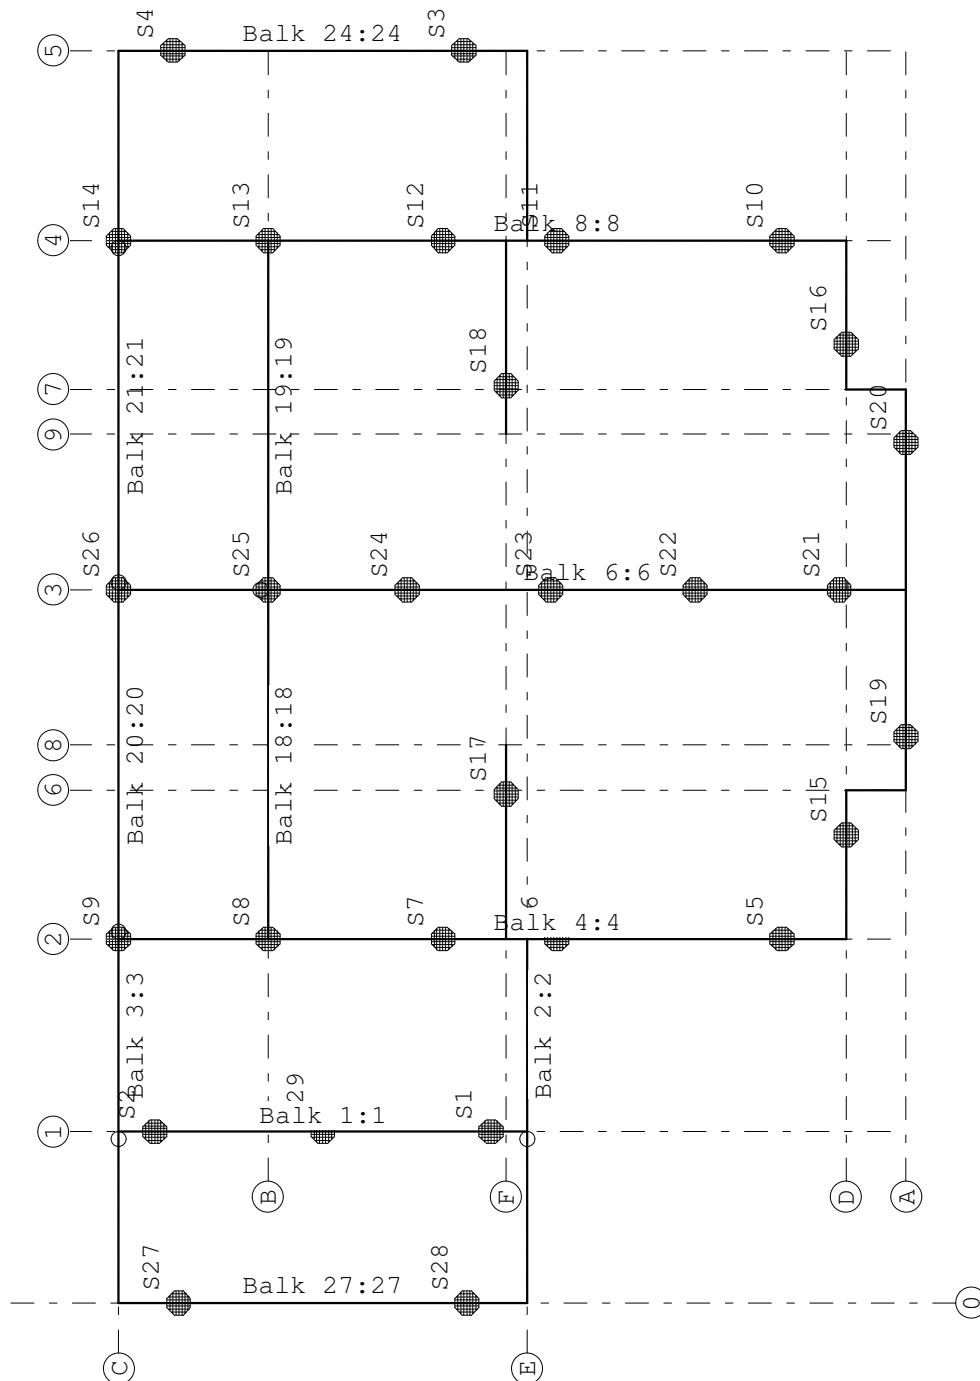 5
S4
Balk 24:24
S3
4
S14
S13
S12
S11
Balk 8:8
S10
S16
7
Balk 21:21
Balk 19:19
S18
S20
9
3
S26
S25
S24
S23
Balk 6:6
S22
S21
8
Balk 20:20
Balk 18:18
S17
S19
6
S15
2
S9
S8
S7
6
Balk 4:4
S5
Balk 3:3
Balk 2:2
1
S2
29
Balk 1:1
S1
B
F
D
A
S27
Balk 27:27
S28
0
C
E